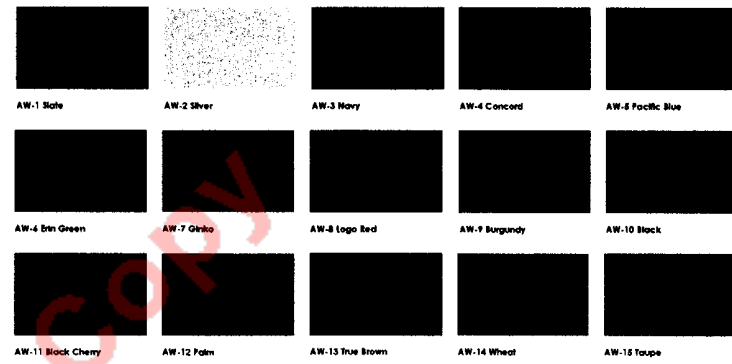 AW-1 Slate AW-2 Silver AW-3 Navy AW-4 Concord AW-5 Pacific Blue
AW-6 Erin Green AW-7 Ginko AW-8 Logo Red AW-9 Burgundy AW-10 Black
AW-11 Black Cherry AW-12 Palm AW-13 True Brown AW-14 Wheat AW-15 Taupe
Copy